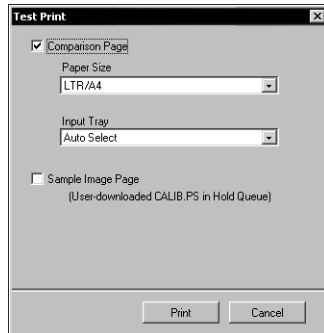 Test Print
Comparison Page
Paper Size
LTR/A4
Input Tray
Auto Select
Sample Image Page
(User-downloaded CALIB.PS in Hold Queue)
Print Cancel